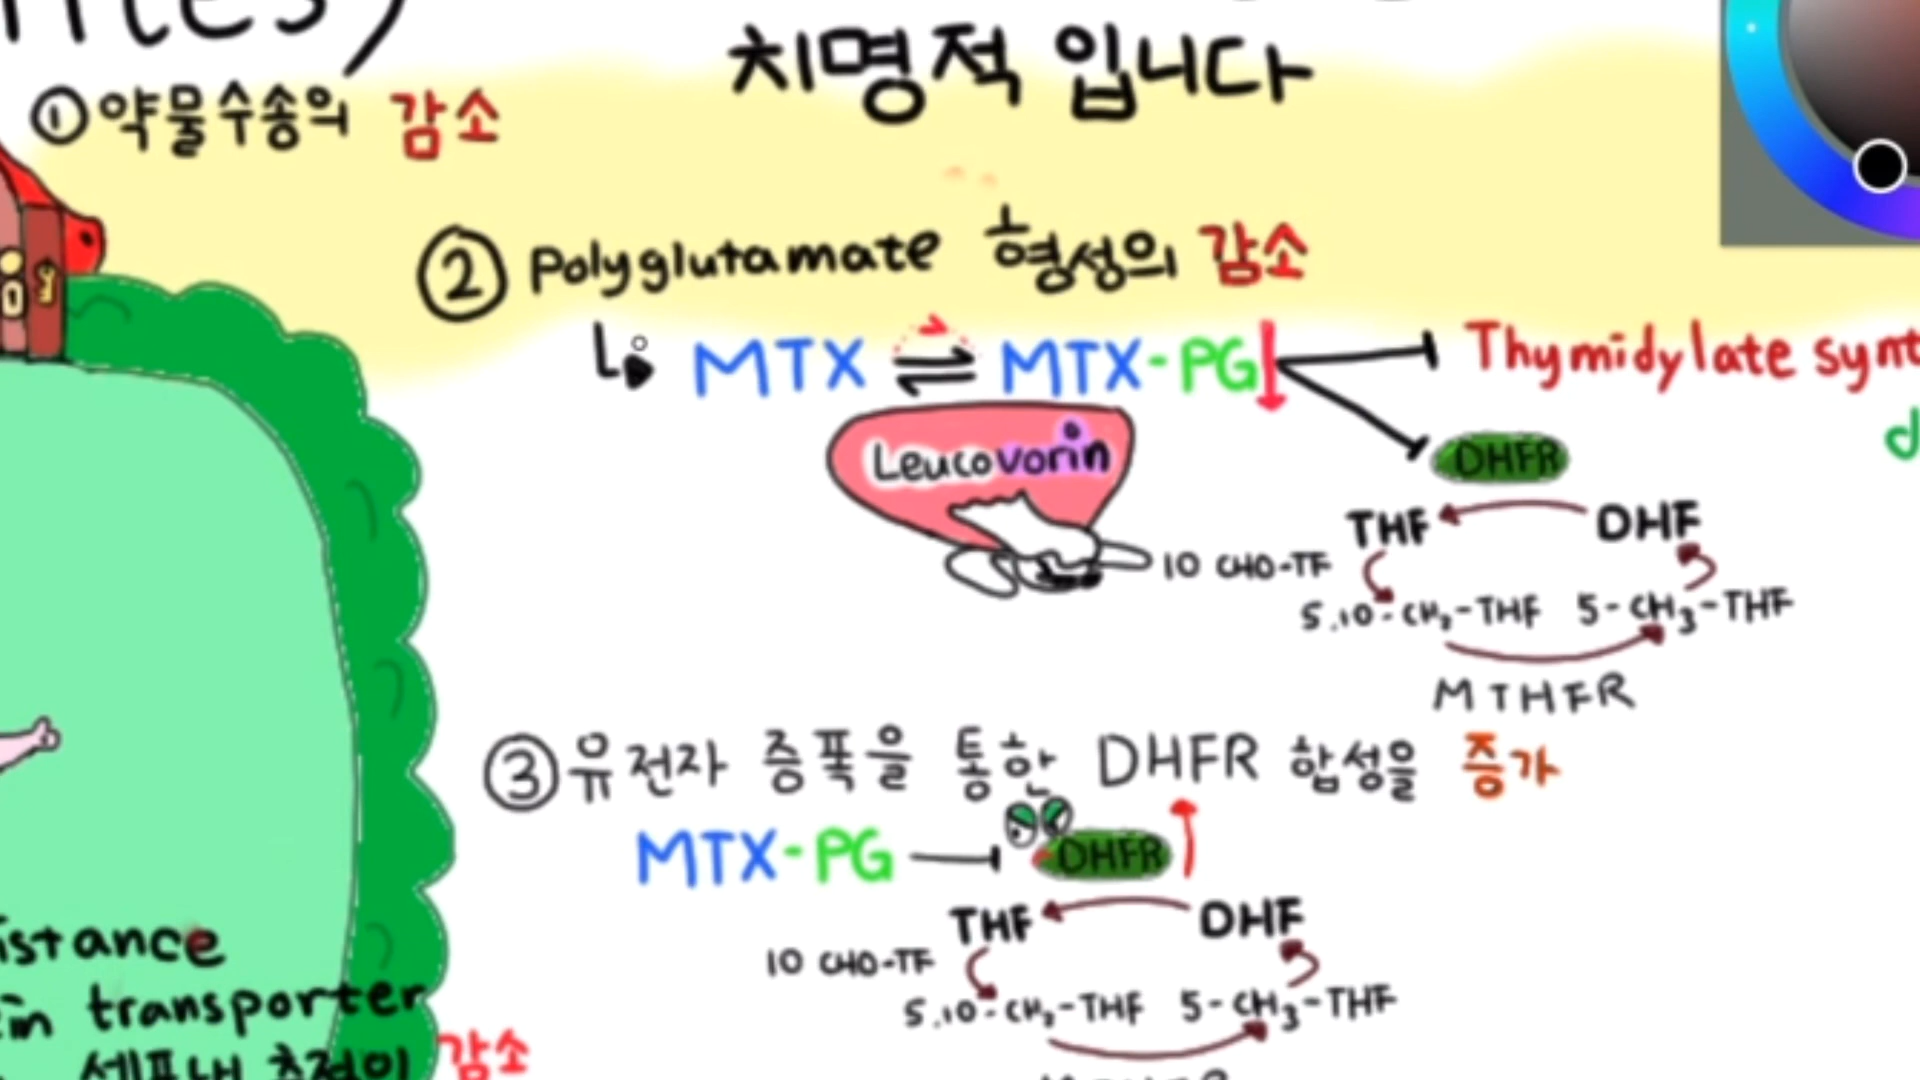 치명적 입니다
① 약물수송의 감소
② Polyglutamate 형성의 감소
MTX ⇌ MTX-PG
Thymidylate synt
Leucovorin
DHFR
THF DHF
10 CHO-TF
5.10-CH₂-THF 5-CH₃-THF
MTHFR
③ 유전자 증폭을 통한 DHFR 합성을 증가
MTX-PG DHFR
THF DHF
10 CHO-TF
5.10-CH₂-THF 5-CH₃-THF
istance
ein transporter
감소